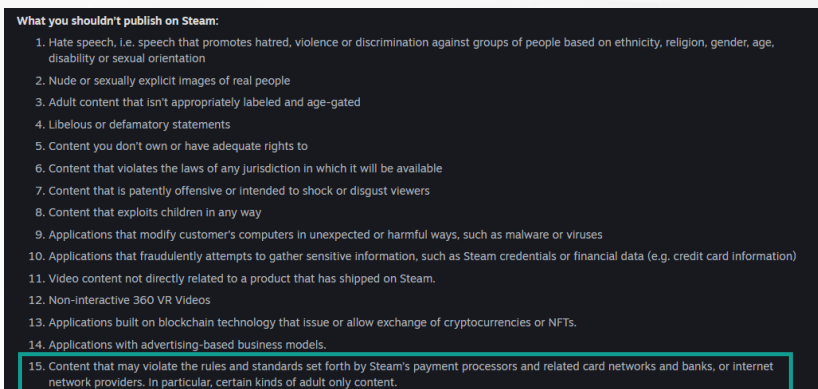 What you shouldn't publish on Steam:
1. Hate speech, i.e. speech that promotes hatred, violence or discrimination against groups of people based on ethnicity, religion, gender, age,
disability or sexual orientation
2. Nude or sexually explicit images of real people
3. Adult content that isn't appropriately labeled and age-gated
4. Libelous or defamatory statements
5. Content you don't own or have adequate rights to
6. Content that violates the laws of any jurisdiction in which it will be available
7. Content that is patently offensive or intended to shock or disgust viewers
8. Content that exploits children in any way
9. Applications that modify customer's computers in unexpected or harmful ways, such as malware or viruses
10. Applications that fraudulently attempts to gather sensitive information, such as Steam credentials or financial data (e.g. credit card information)
11. Video content not directly related to a product that has shipped on Steam.
12. Non-interactive 360 VR Videos
13. Applications built on blockchain technology that issue or allow exchange of cryptocurrencies or NFTs.
14. Applications with advertising-based business models.
15. Content that may violate the rules and standards set forth by Steam's payment processors and related card networks and banks, or internet
network providers. In particular, certain kinds of adult only content.